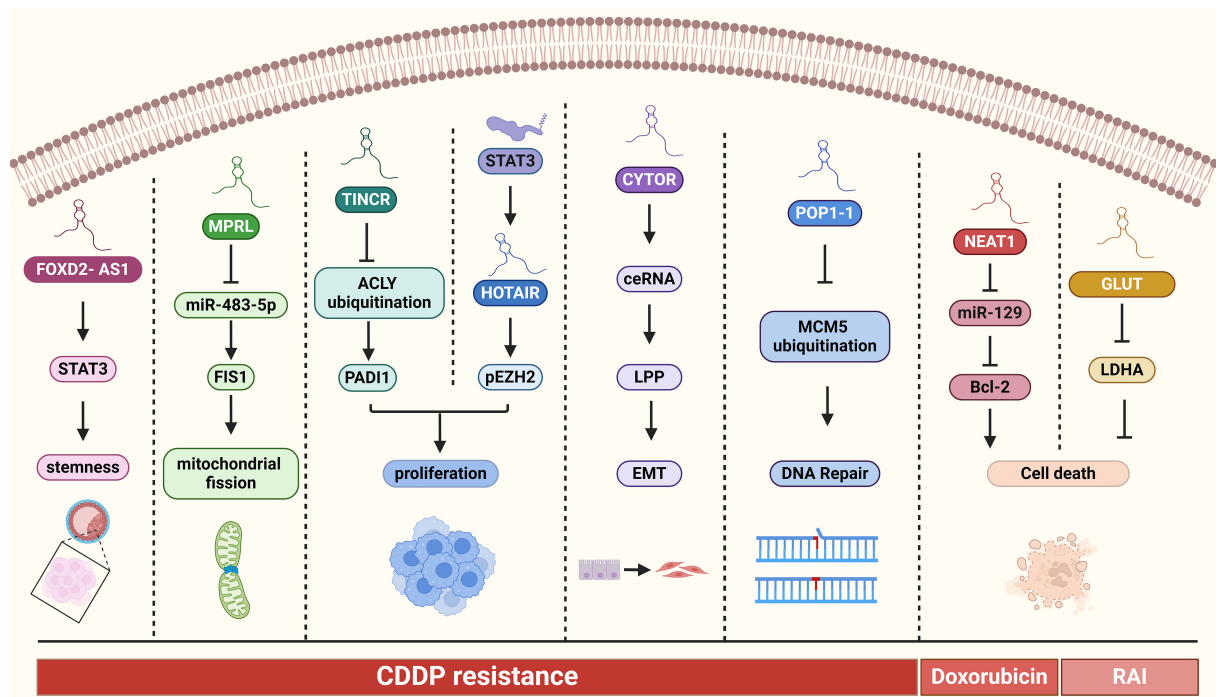 FOXD2- AS1
STAT3
stemness
MPRL
miR-483-5p
FIS1
mitochondrial
fission
TINCR
ACLY
ubiquitination
PADI1
STAT3
HOTAIR
pEZH2
proliferation
CYTOR
ceRNA
LPP
EMT
POP1-1
MCM5
ubiquitination
DNA Repair
NEAT1
miR-129
Bcl-2
GLUT
LDHA
Cell death
CDDP resistance
Doxorubicin
RAI